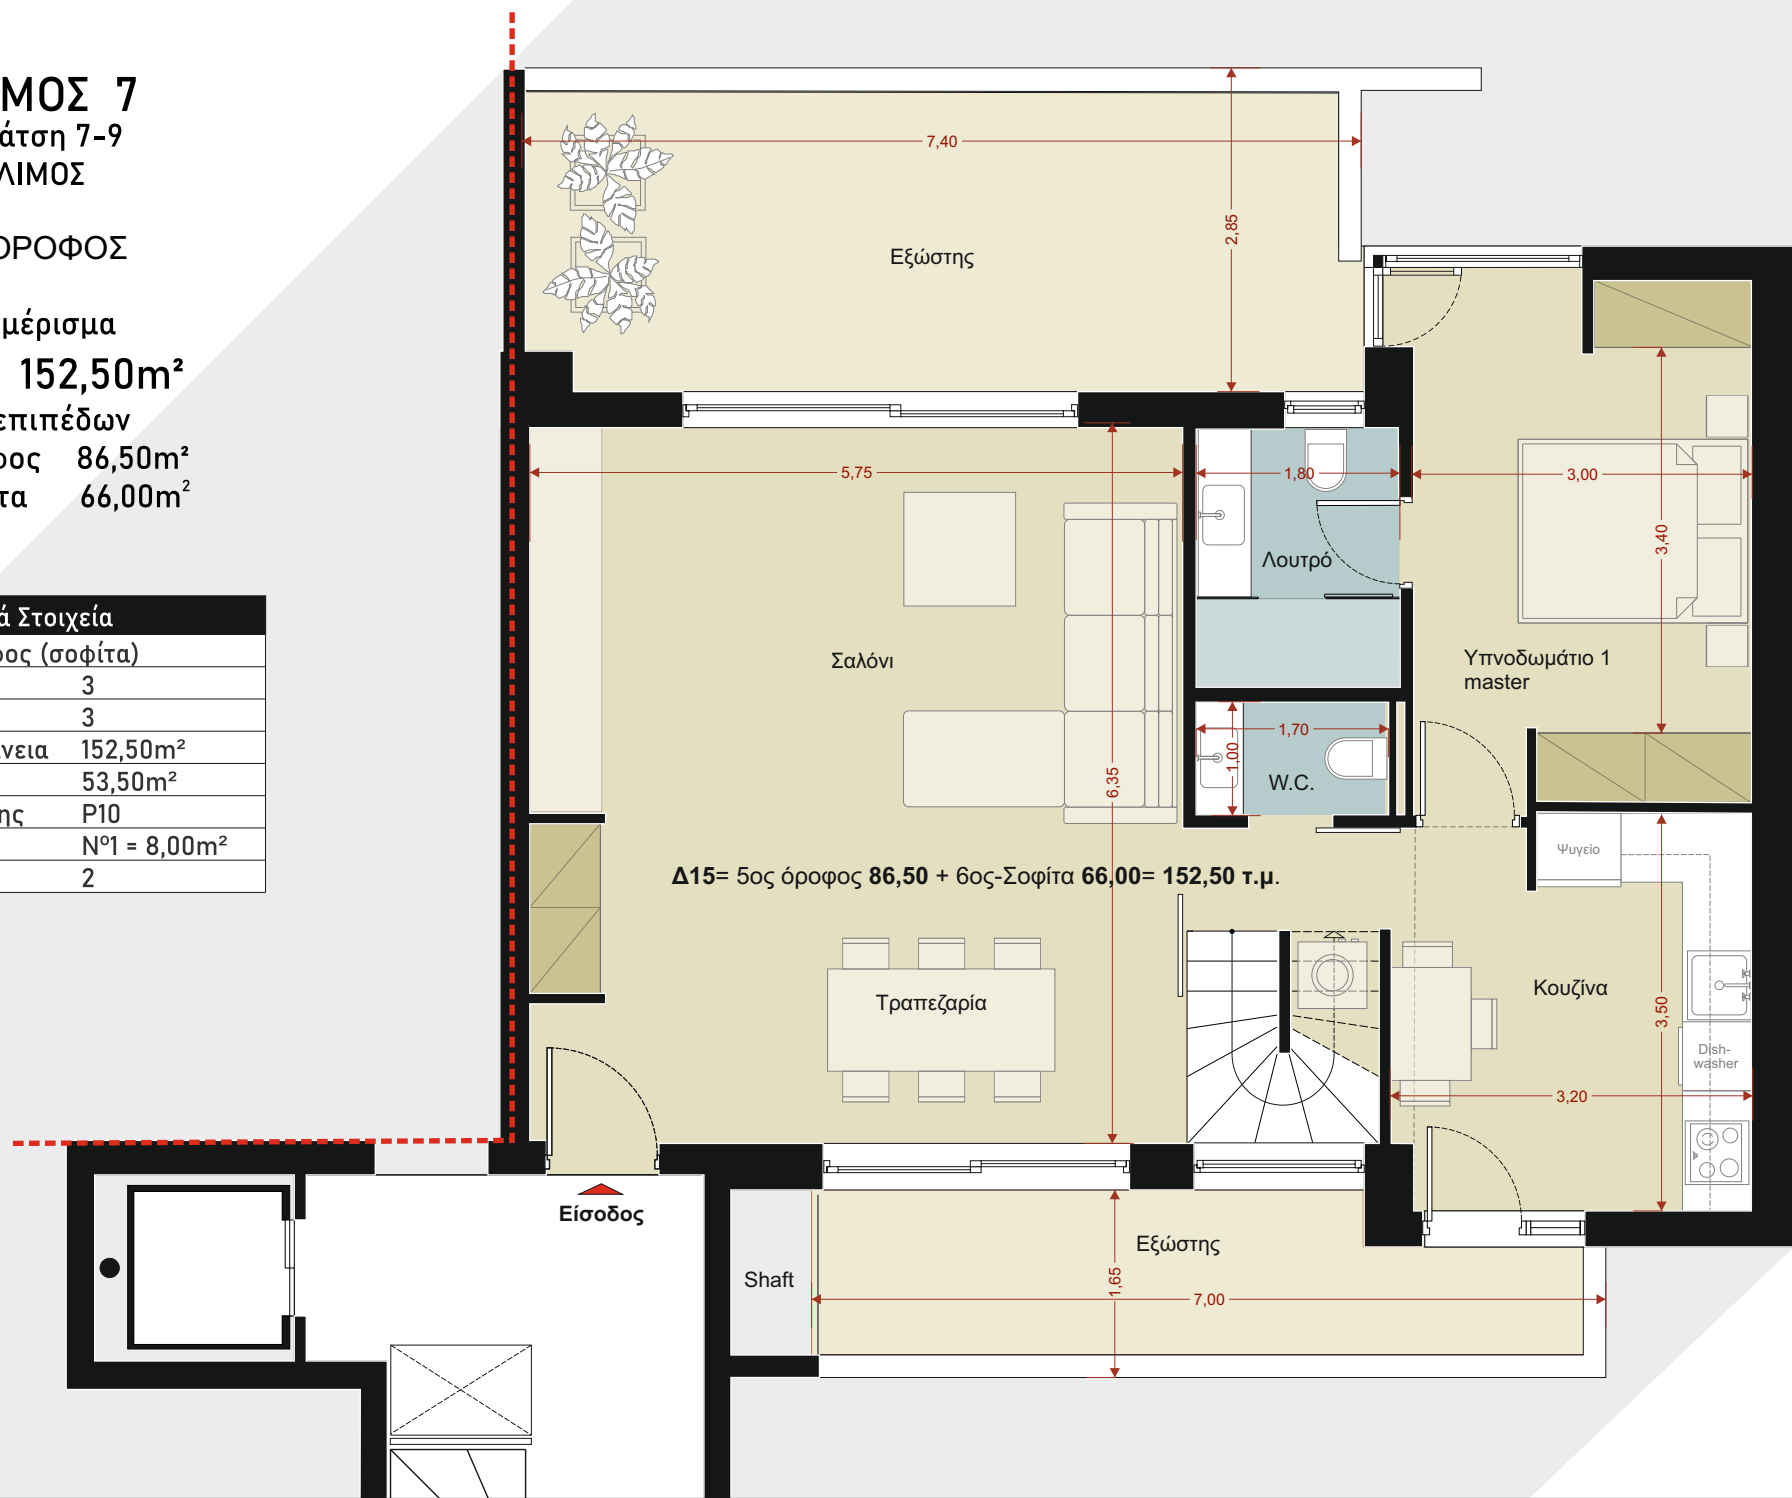 ΜΟΣ 7
άτση 7-9
ΛΙΜΟΣ
ΟΡΟΦΟΣ
μέρισμα
152,50m²
επιπέδων
ρος 86,50m²
τα 66,00m²
ά Στοιχεία
ρος (σοφίτα)
3
3
νεια 152,50m²
53,50m²
ης P10
Nº1 = 8,00m²
2
7,40
2,85
Εξώστης
5,75
1,80
3,00
3,40
Λουτρό
Σαλόνι
Υπνοδωμάτιο 1
master
6,35
1,70
1,00
W.C.
Ψυγείο
Δ15= 5ος όροφος 86,50 + 6ος-Σοφίτα 66,00= 152,50 τ.μ.
Τραπεζαρία
Κουζίνα
3,50
Dish-
washer
3,20
Είσοδος
Εξώστης
Shaft
1,65
7,00